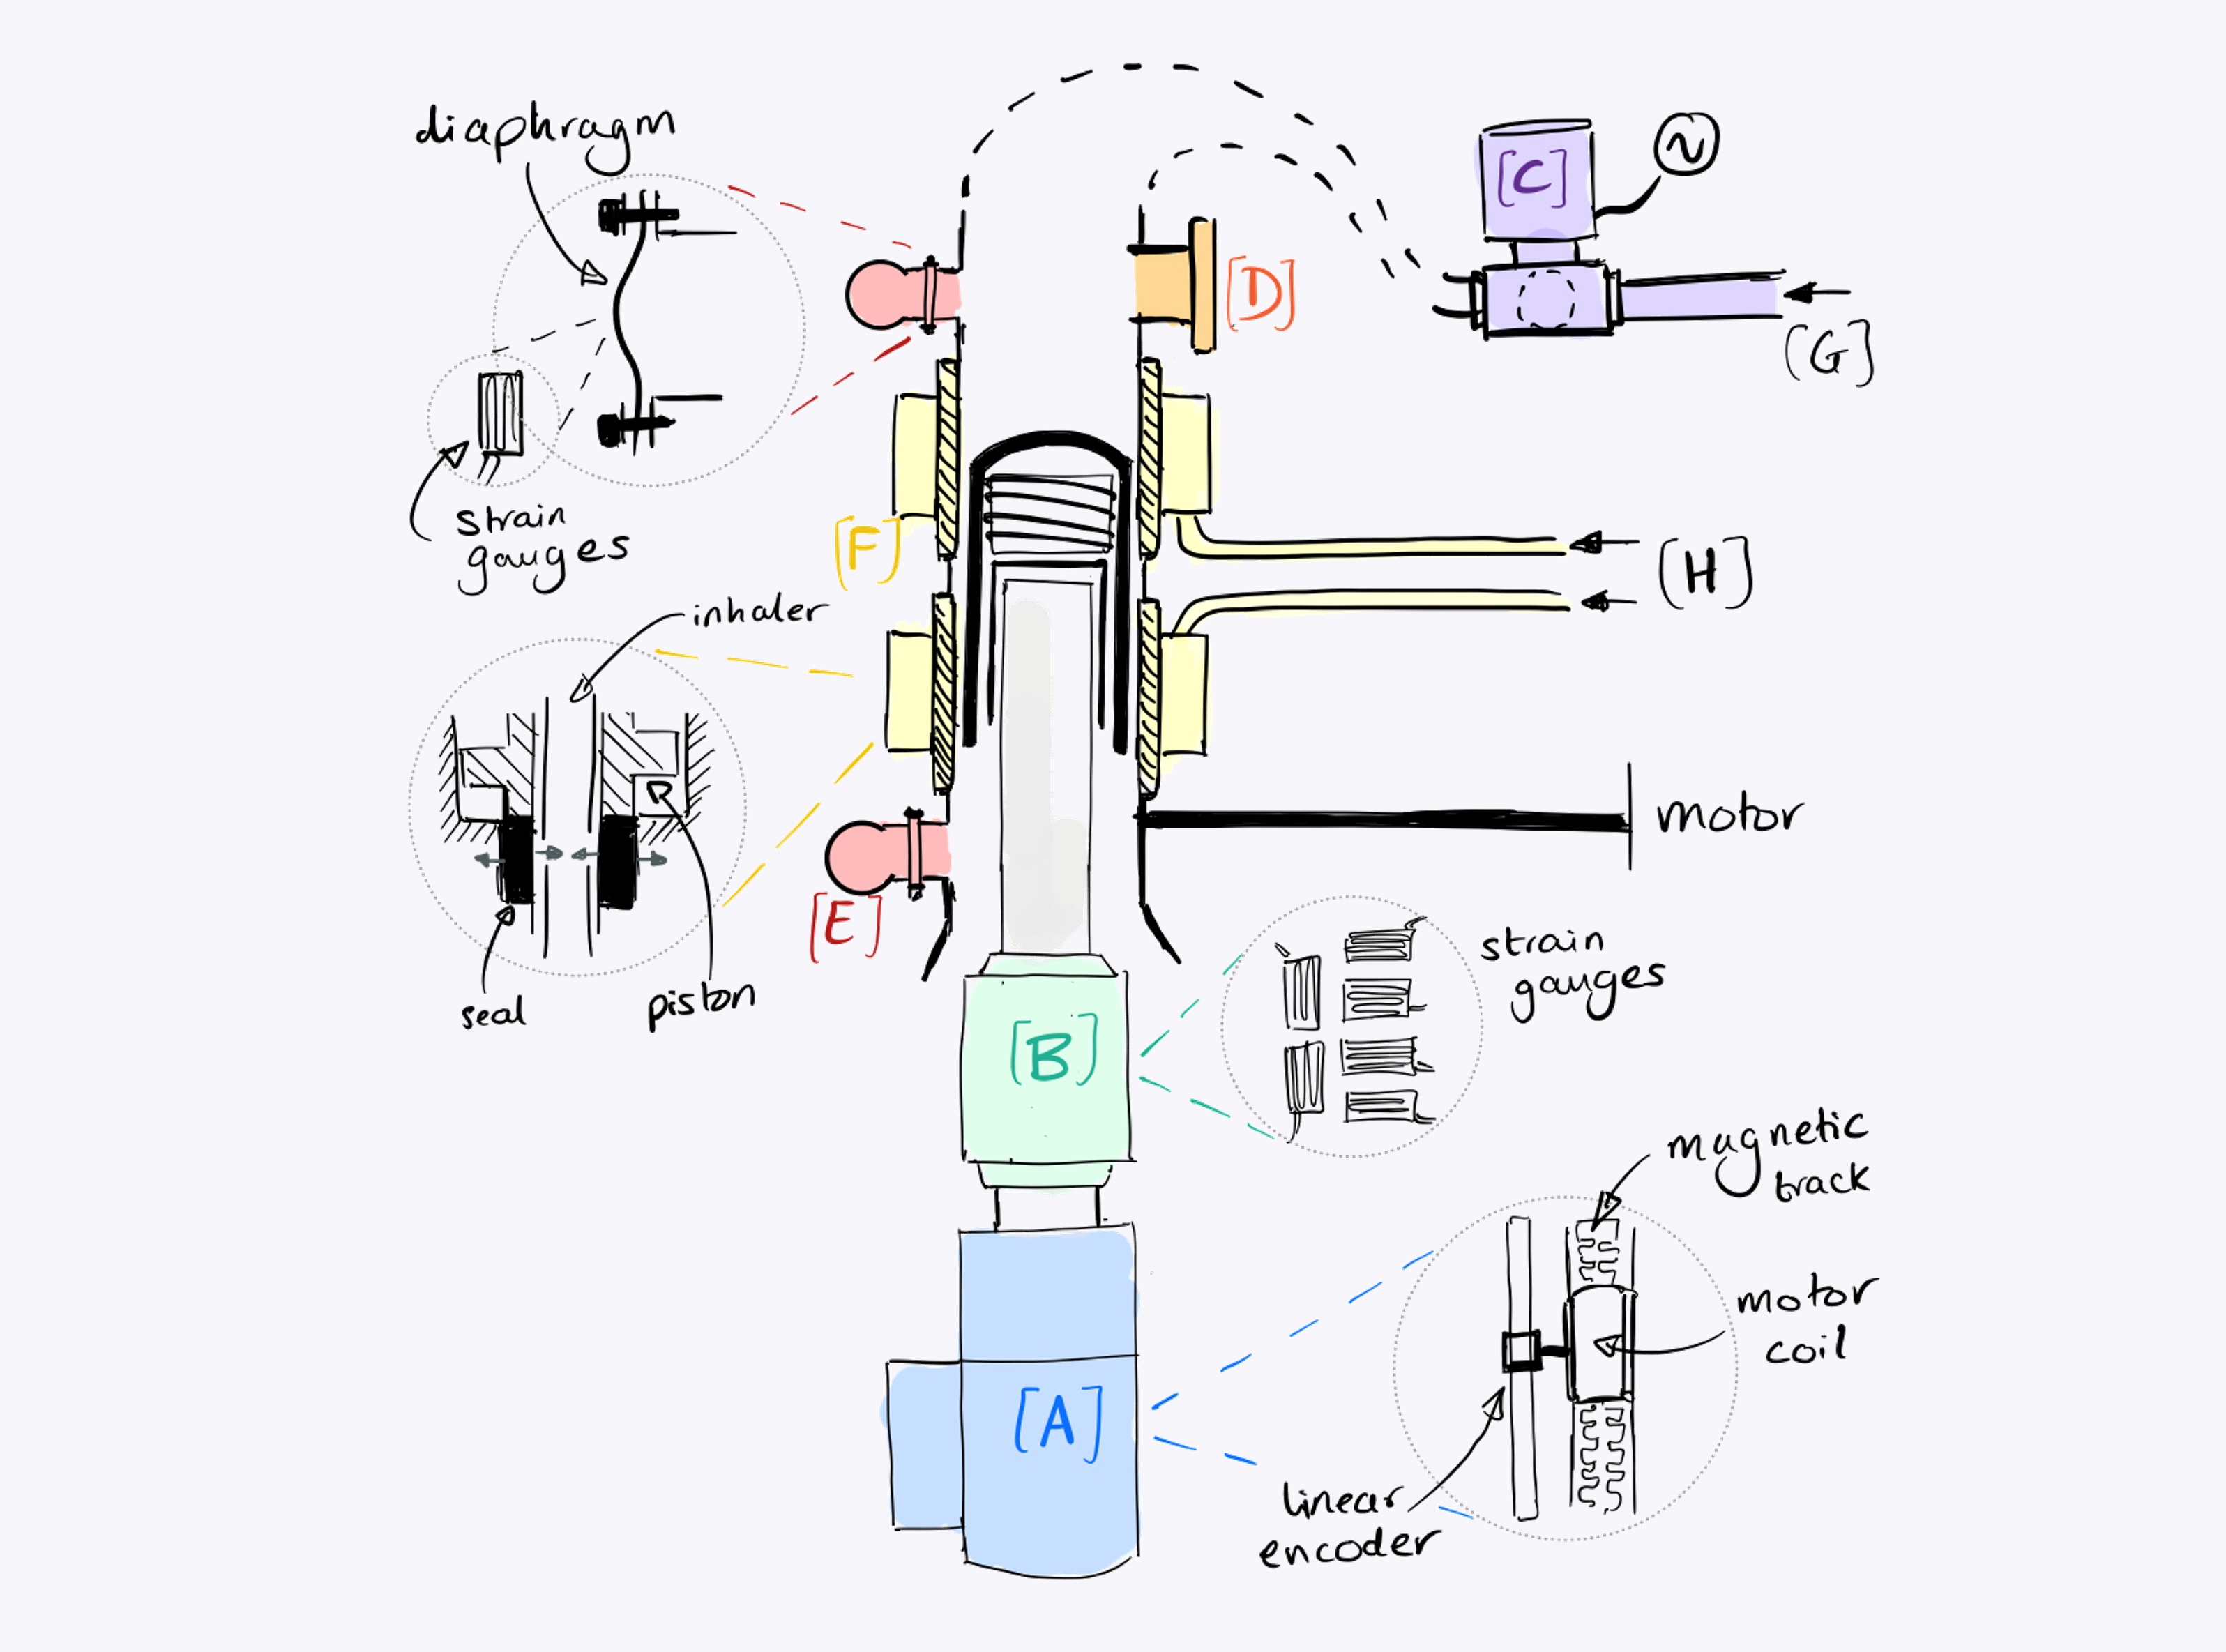 diaphragm
[C]
[D]
[G]
strain
gauges
[F]
[H]
inhaler
motor
[E]
seal
piston
strain
gauges
[B]
magnetic
track
motor
coil
[A]
linear
encoder